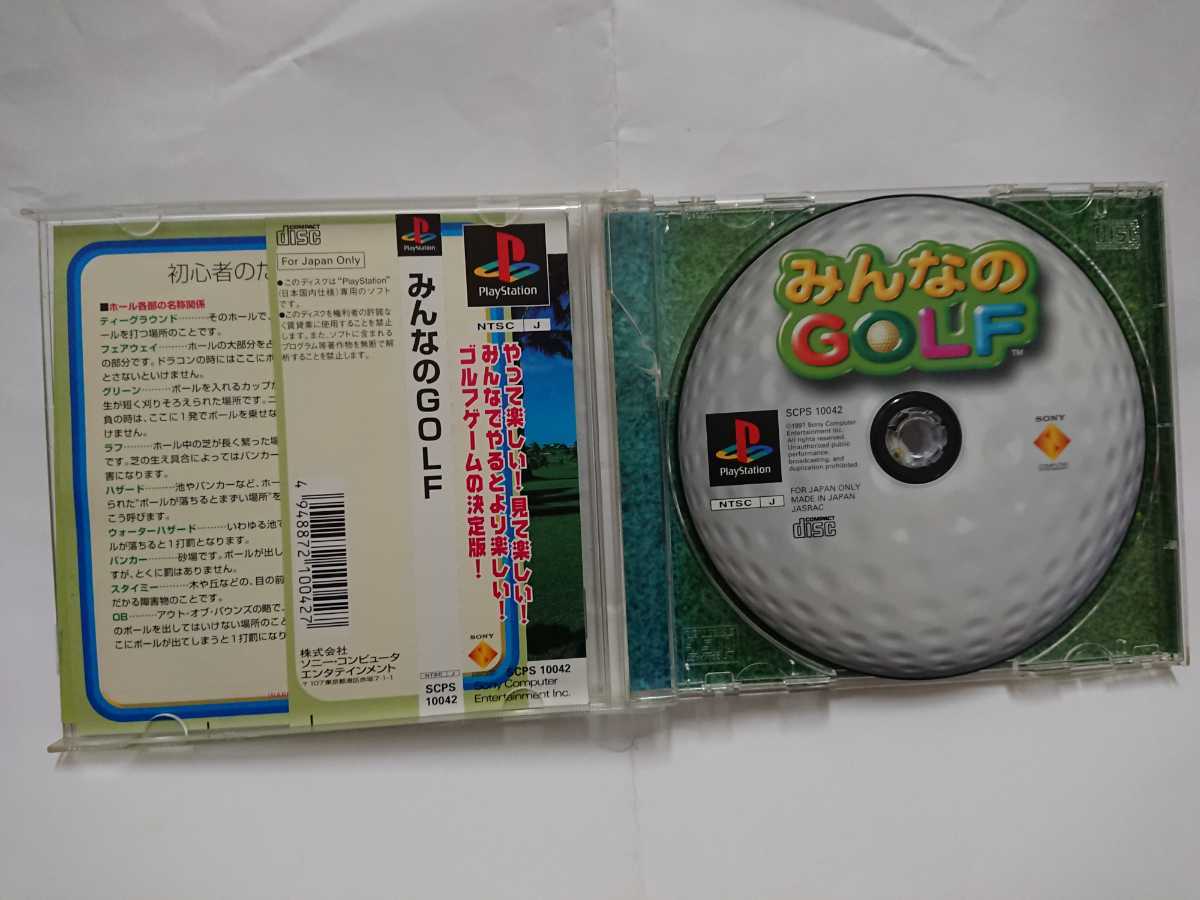 初心者のた
■ホール各部の名称関係
ティーグラウンド………そのホールで、
ールを打つ場所のことです。
フェアウェイ………ホールの大部分を占
の部分です。ドラコンの時にはここにボ
とさないといけません。
グリーン………ボールを入れるカップが
生が短く刈りそろえられた場所です。ニ
負の時は、ここに1発でボールを乗せな
けません。
ラフ………ホール中の芝が長く繁った場
です。芝の生え具合によってはバンカー
害になります。
ハザード………池やバンカーなど、ホー
られた“ボールが落ちるとまずい場所”を
こう呼びます。
ウォーターハザード………いわゆる池で
ルが落ちると1打罰となります。
バンカー………砂場です。ボールが出し
すが、とくに罰はありません。
スタイミー………木や丘などの、目の前
だかる障害物のことです。
OB………アウト・オブ・バウンズの略で、
のボールを出してはいけない場所のこと
こにボールが出てしまうと1打罰になり
COMPACT
disc
For Japan Only
●このディスクは“PlayStation”
(日本国内仕様)専用のソフト
です。
●このディスクを権利者の許諾な
く賃貸業に使用することを禁止
します。また、ソフトに含まれる
プログラム等著作物を無断で解
析することを禁止します。
4 948872 100427
株式会社
ソニー・コンピュータ
エンタテインメント
〒107東京都港区赤坂7-1-1
PlayStation
みんなのGOLF
NTSC J
SCPS
10042
PlayStation
NTSC J
やって楽しい!見て楽しい!
みんなでやるとより楽しい!
ゴルフゲームの決定版!
SONY
SCPS 10042
Sony Computer
Entertainment Inc.
みんなの
GOLF™
PlayStation
NTSC J
SCPS 10042
©1997 Sony Computer
Entertainment Inc.
All rights reserved.
Unauthorized public
performance,
broadcasting, and
duplication prohibited.
FOR JAPAN ONLY
MADE IN JAPAN
JASRAC
COMPACT
disc
SONY
COMPUTER
COMPACT
disc